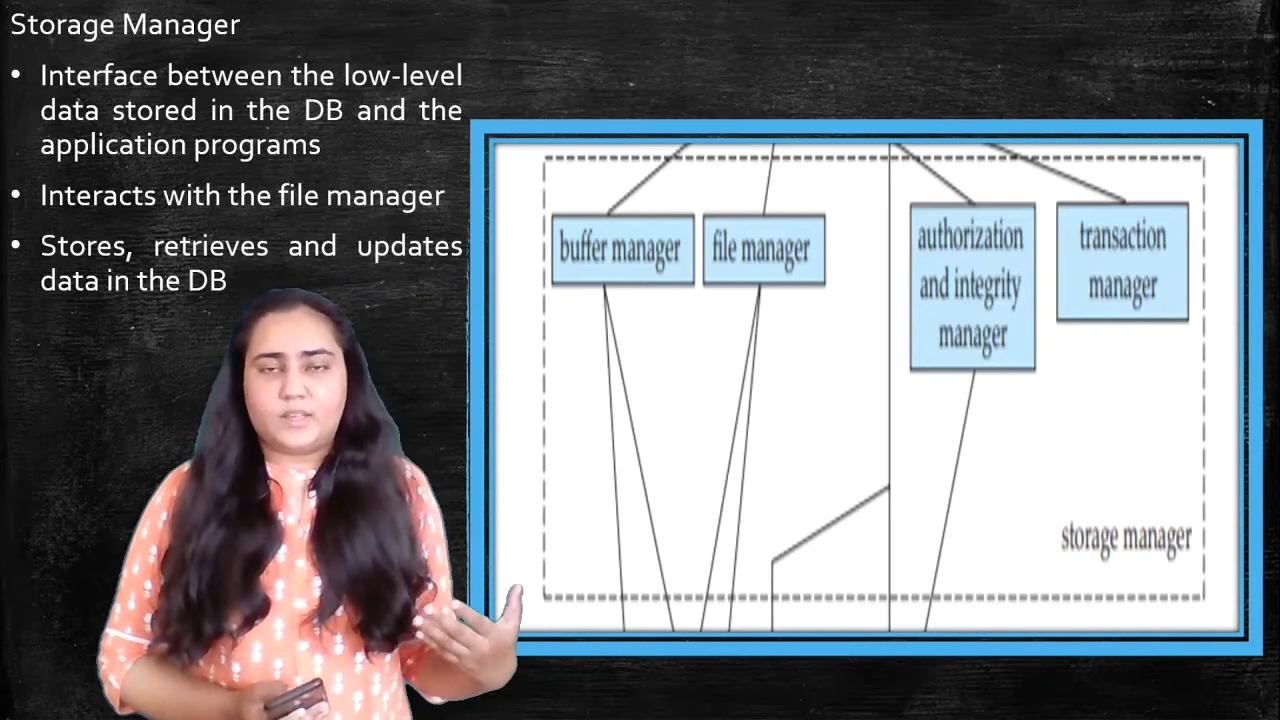 Storage Manager
• Interface between the low-level
data stored in the DB and the
application programs
• Interacts with the file manager
• Stores, retrieves and updates
data in the DB
buffer manager
file manager
authorization
and integrity
manager
transaction
manager
storage manager